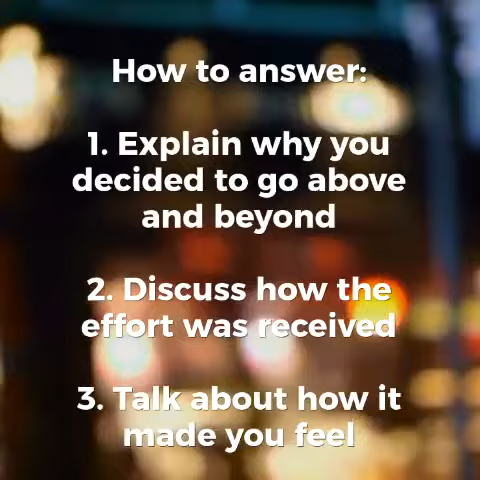 How to answer:
1. Explain why you
decided to go above
and beyond
2. Discuss how the
effort was received
3. Talk about how it
made you feel